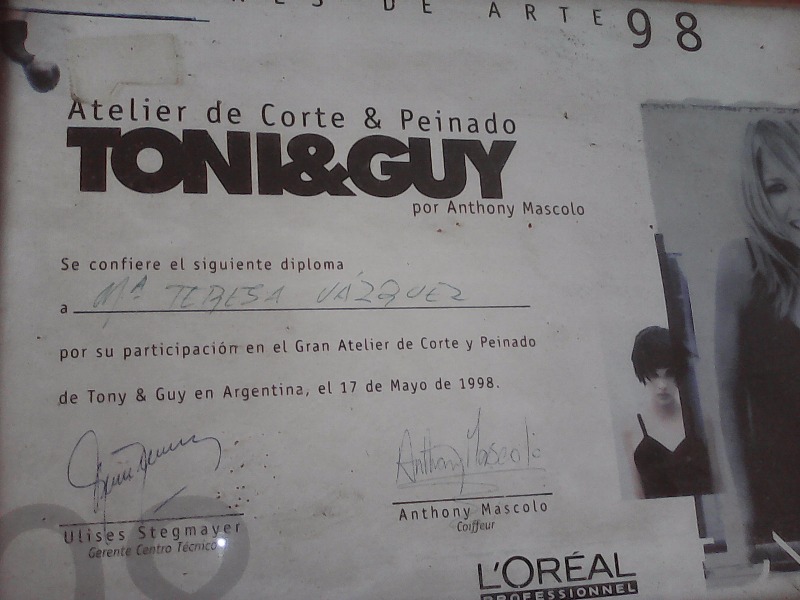 DE ARTE 98
Atelier de Corte & Peinado
TONI&GUY
por Anthony Mascolo
Se confiere el siguiente diploma
a Mª TERESA VÁZQUEZ
por su participación en el Gran Atelier de Corte y Peinado
de Tony & Guy en Argentina, el 17 de Mayo de 1998.
Anthony Mascolo
Ulises Stegmayer
Gerente Centro Técnico
Anthony Mascolo
Coiffeur
L'ORÉAL
PROFESSIONNEL